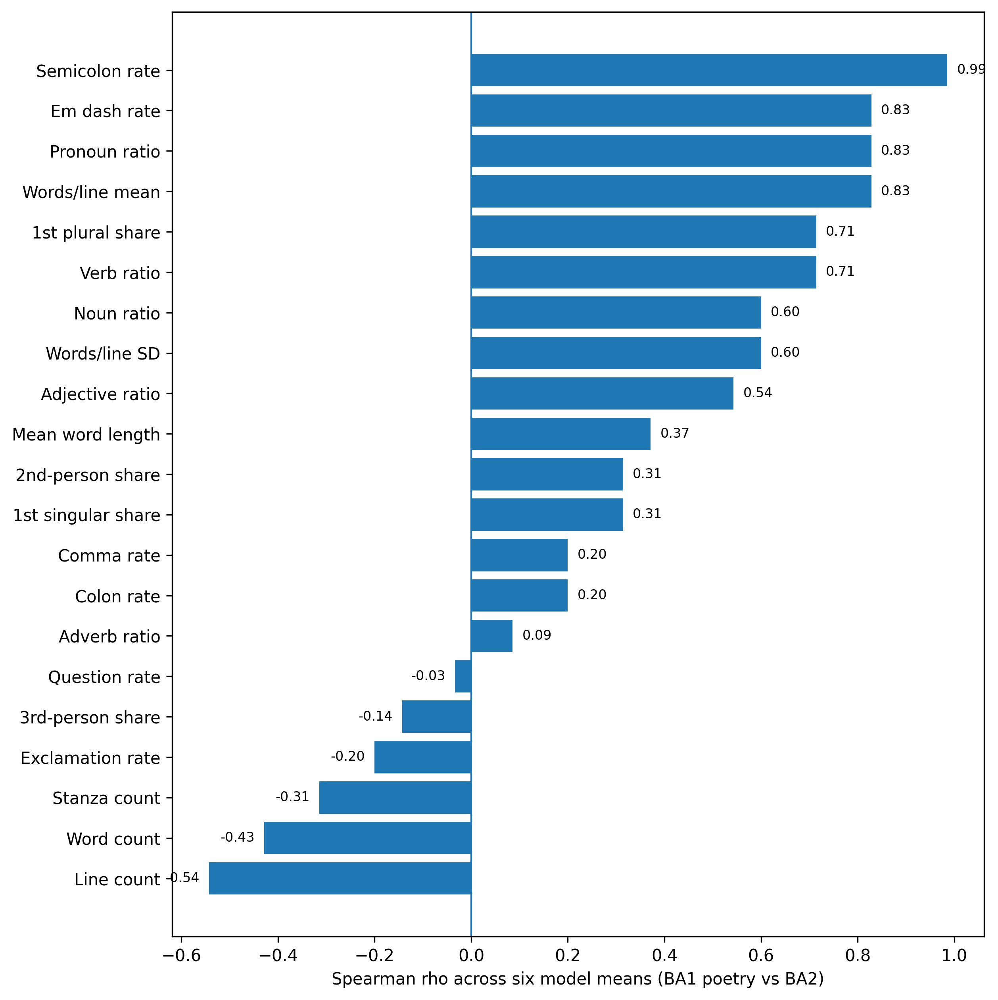 Semicolon rate 0.99
Em dash rate 0.83
Pronoun ratio 0.83
Words/line mean 0.83
1st plural share 0.71
Verb ratio 0.71
Noun ratio 0.60
Words/line SD 0.60
Adjective ratio 0.54
Mean word length 0.37
2nd-person share 0.31
1st singular share 0.31
Comma rate 0.20
Colon rate 0.20
Adverb ratio 0.09
Question rate -0.03
3rd-person share -0.14
Exclamation rate -0.20
Stanza count -0.31
Word count -0.43
Line count -0.54
−0.6 −0.4 −0.2 0.0 0.2 0.4 0.6 0.8 1.0
Spearman rho across six model means (BA1 poetry vs BA2)